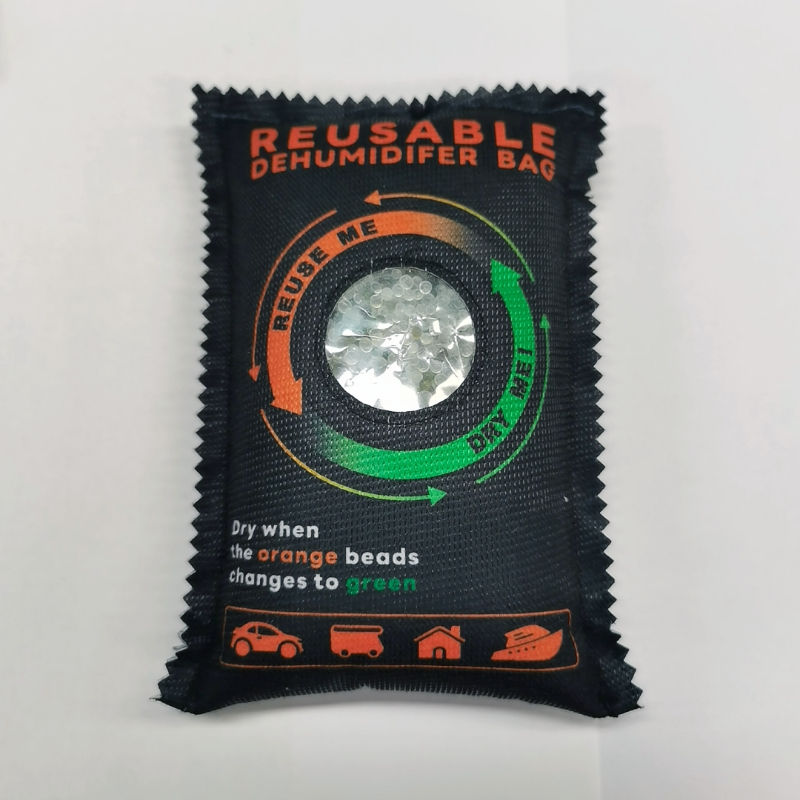 REUSABLE
DEHUMIDIFER BAG
REUSE ME
DRY ME!
Dry when
the orange beads
changes to green